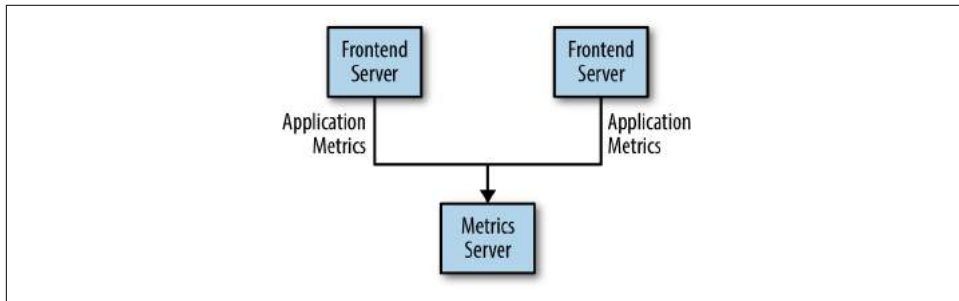 Frontend
Server
Frontend
Server
Application
Metrics
Application
Metrics
Metrics
Server